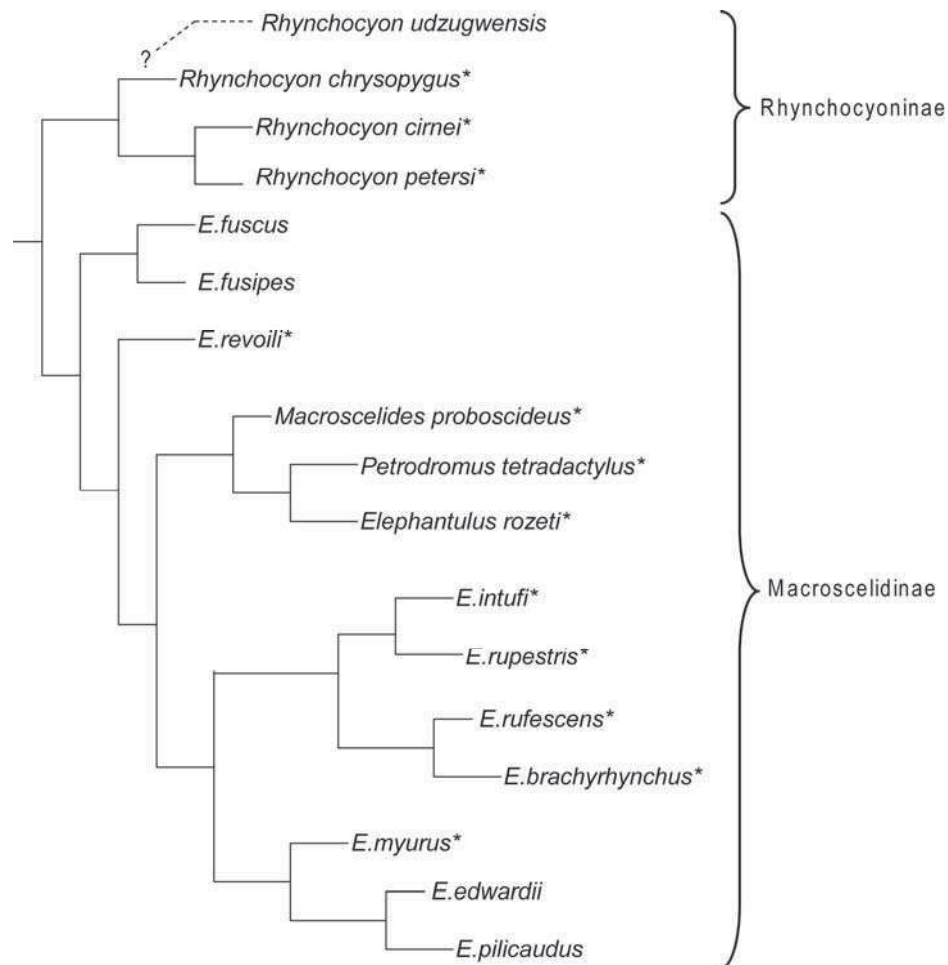 Rhynchocyon udzugwensis
?
Rhynchocyon chrysopygus*
Rhynchocyoninae
Rhynchocyon cirnei*
Rhynchocyon petersi*
E.fuscus
E.fusipes
E.revoili*
Macroscelides proboscideus*
Petrodromus tetradactylus*
Elephantulus rozeti*
Macroscelidinae
E.intufi*
E.rupestris*
E.rufescens*
E.brachyrhynchus*
E.myurus*
E.edwardii
E.pilicaudus